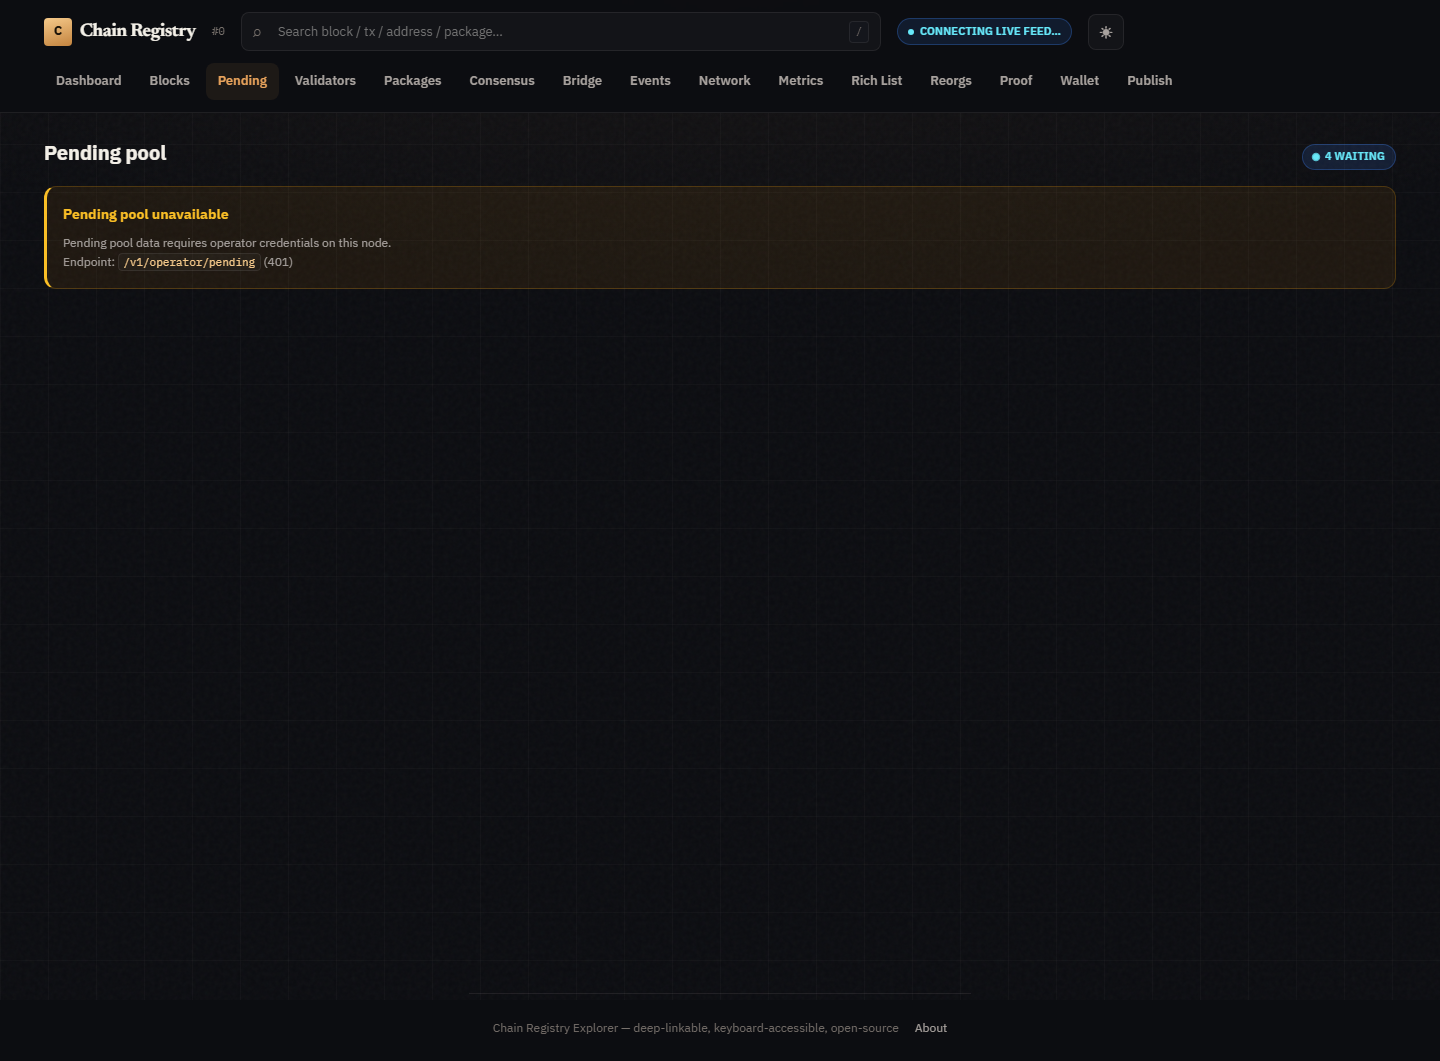 C Chain Registry #0 Search block / tx / address / package... / CONNECTING LIVE FEED...
Dashboard Blocks Pending Validators Packages Consensus Bridge Events Network Metrics Rich List Reorgs Proof Wallet Publish
Pending pool
4 WAITING
Pending pool unavailable
Pending pool data requires operator credentials on this node.
Endpoint: /v1/operator/pending (401)
Chain Registry Explorer — deep-linkable, keyboard-accessible, open-source About